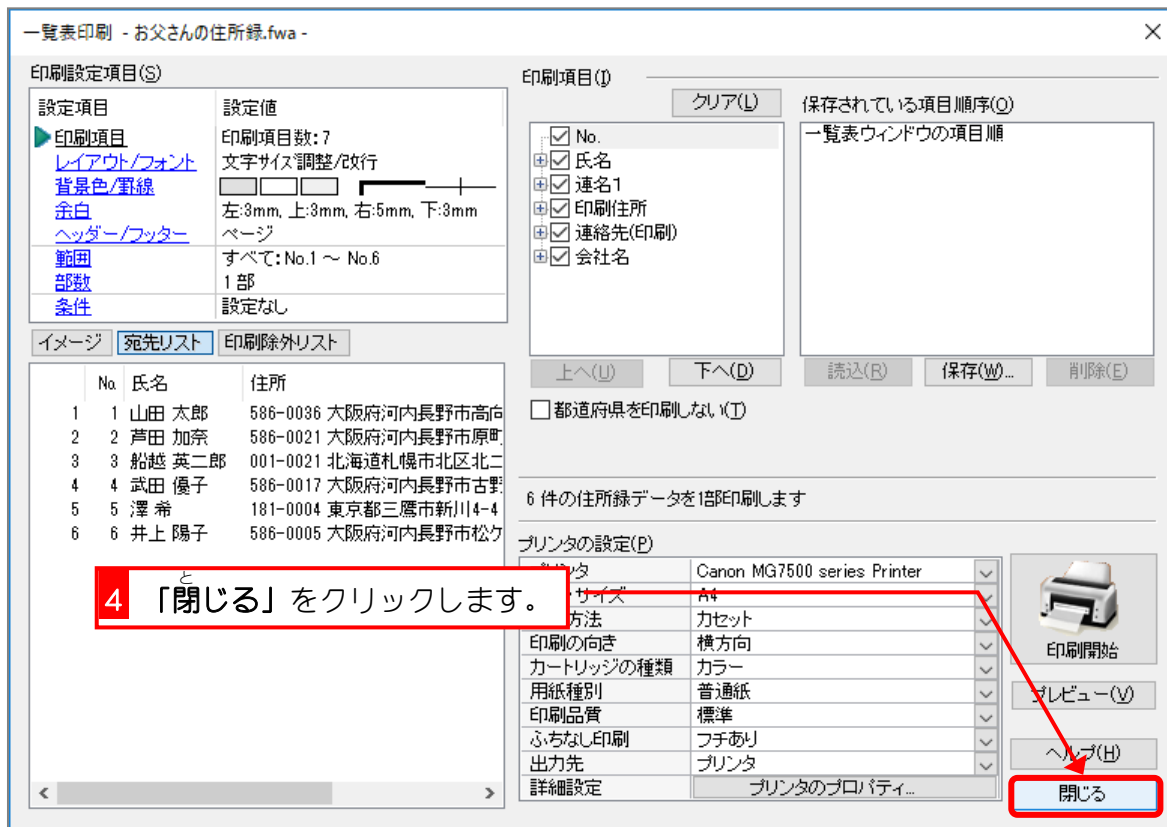 一覧表印刷 - お父さんの住所録.fwa -
印刷設定項目(S)
設定項目 設定値
印刷項目 印刷項目数:7
レイアウト/フォント 文字サイズ調整/改行
背景色/罫線
余白 左:3mm, 上:3mm, 右:5mm, 下:3mm
ヘッダー/フッター ページ
範囲 すべて: No.1 ～ No.6
部数 1 部
条件 設定なし
イメージ 宛先リスト 印刷除外リスト
No. 氏名 住所
1 1 山田 太郎 586-0036 大阪府河内長野市高向
2 2 芦田 加奈 586-0021 大阪府河内長野市原町
3 3 船越 英二郎 001-0021 北海道札幌市北区北二
4 4 武田 優子 586-0017 大阪府河内長野市古野
5 5 澤 希 181-0004 東京都三鷹市新川4-4
6 6 井上 陽子 586-0005 大阪府河内長野市松ケ
印刷項目(I)
クリア(L)
No.
氏名
連名1
印刷住所
連絡先(印刷)
会社名
上へ(U) 下へ(D)
保存されている項目順序(O)
一覧表ウィンドウの項目順
読込(R) 保存(W)... 削除(E)
都道府県を印刷しない(T)
6 件の住所録データを1部印刷します
プリンタの設定(P)
タ Canon MG7500 series Printer
サイズ A4
方法 カセット
印刷の向き 横方向
カートリッジの種類 カラー
用紙種別 普通紙
印刷品質 標準
ふちなし印刷 フチあり
出力先 プリンタ
詳細設定 プリンタのプロパティ...
印刷開始
プレビュー(V)
ヘルプ(H)
閉じる
と
4 「閉じる」をクリックします。